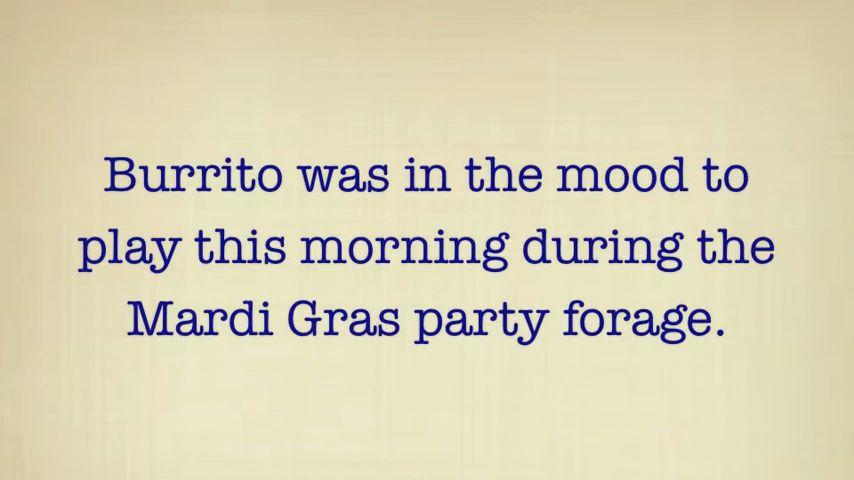 Burrito was in the mood to
play this morning during the
Mardi Gras party forage.